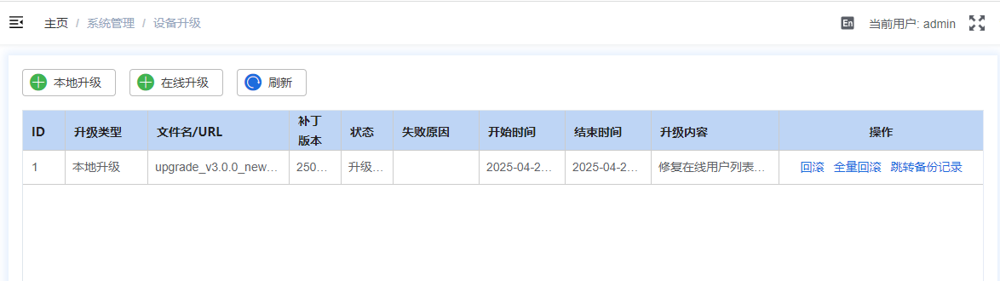 主页 / 系统管理 / 设备升级 En 当前用户: admin
本地升级 在线升级 刷新
ID 升级类型 文件名/URL 补丁版本 状态 失败原因 开始时间 结束时间 升级内容 操作
1 本地升级 upgrade_v3.0.0_new... 250... 升级... 2025-04-2... 2025-04-2... 修复在线用户列表... 回滚 全量回滚 跳转备份记录